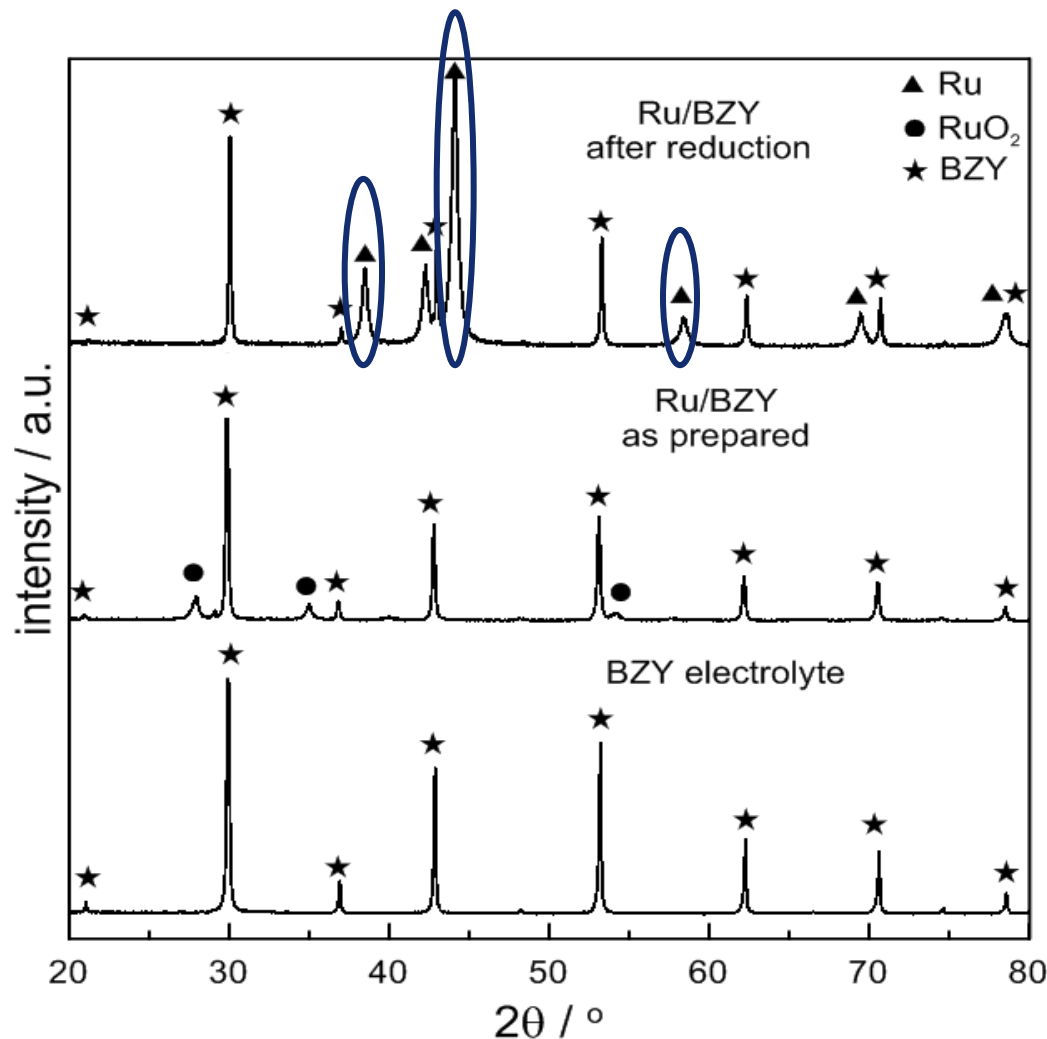 Ru/BZY
after reduction
▲ Ru
● RuO₂
★ BZY
Ru/BZY
as prepared
BZY electrolyte
intensity / a.u.
20 30 40 50 60 70 80
2θ / °